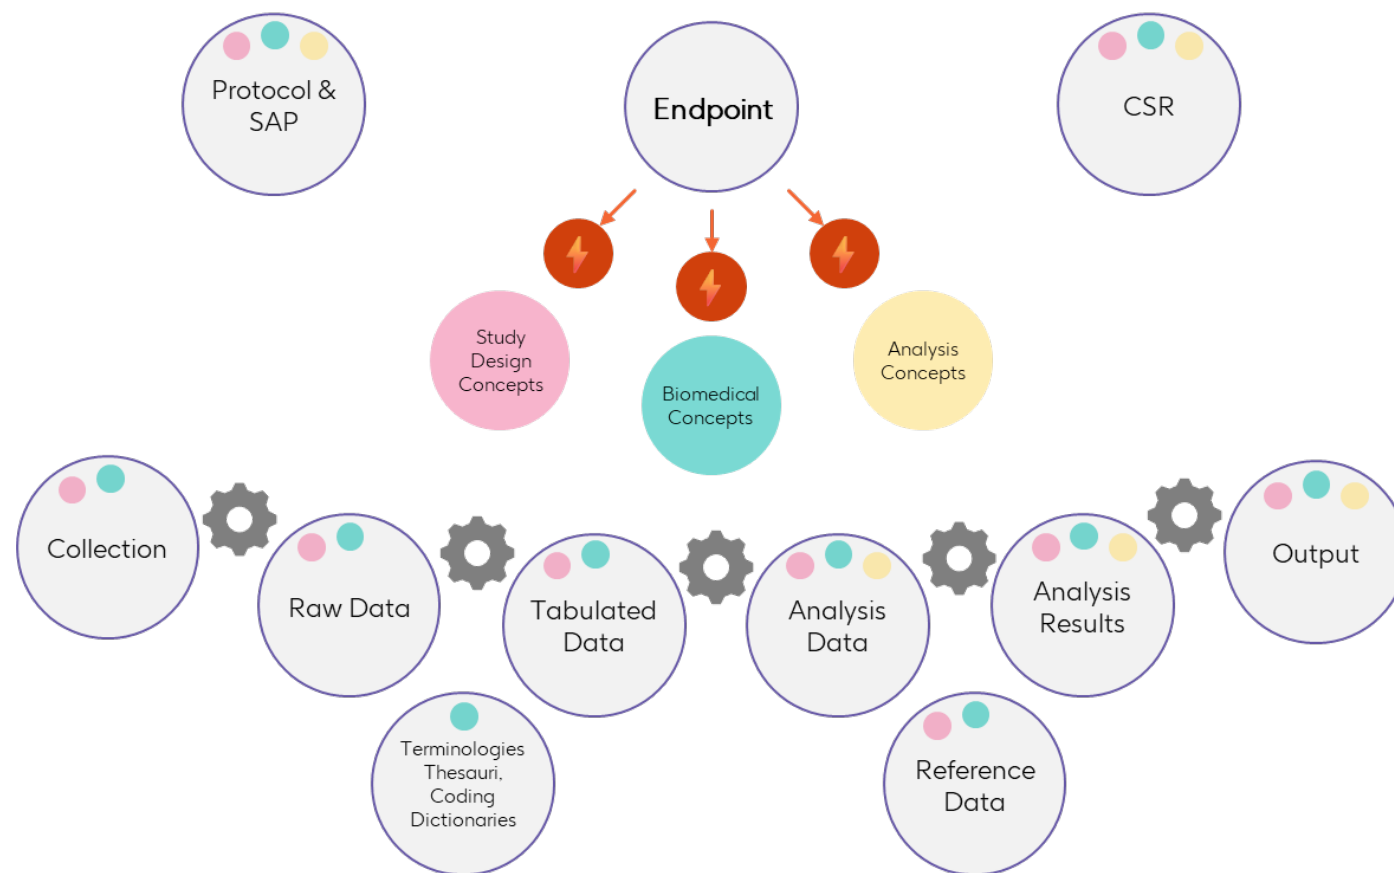 Protocol &
SAP
Endpoint
CSR
Study
Design
Concepts
Biomedical
Concepts
Analysis
Concepts
Collection
Raw Data
Tabulated
Data
Analysis
Data
Analysis
Results
Output
Terminologies
Thesauri,
Coding
Dictionaries
Reference
Data